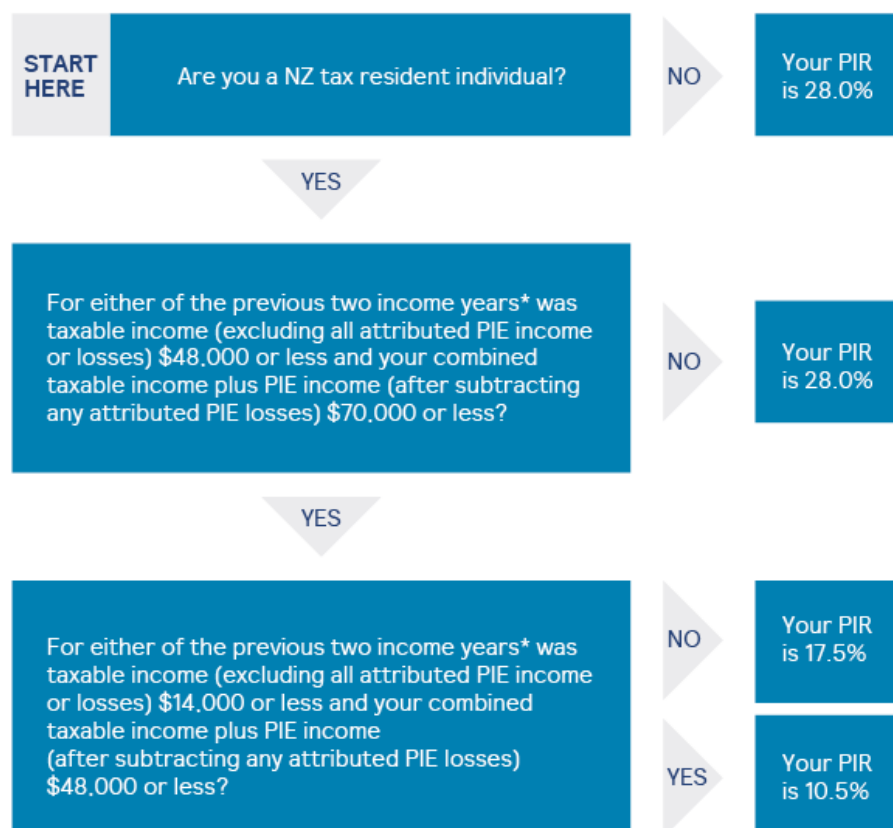 START
HERE
Are you a NZ tax resident individual?
NO
Your PIR
is 28.0%
YES
For either of the previous two income years* was
taxable income (excluding all attributed PIE income
or losses) $48,000 or less and your combined
taxable income plus PIE income (after subtracting
any attributed PIE losses) $70,000 or less?
NO
Your PIR
is 28.0%
YES
For either of the previous two income years* was
taxable income (excluding all attributed PIE income
or losses) $14,000 or less and your combined
taxable income plus PIE income
(after subtracting any attributed PIE losses)
$48,000 or less?
NO
Your PIR
is 17.5%
YES
Your PIR
is 10.5%